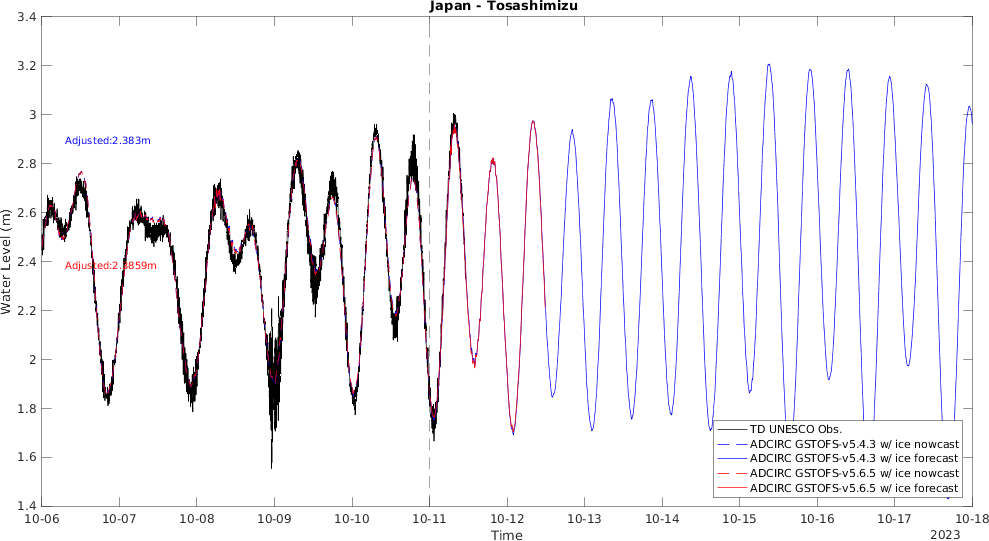 Japan - Tosashimizu
3.4
3.2
3
2.8
2.6
2.4
2.2
2
1.8
1.6
1.4
Water Level (m)
Adjusted:2.383m
Adjusted:2.3859m
TD UNESCO Obs.
ADCIRC GSTOFS-v5.4.3 w/ ice nowcast
ADCIRC GSTOFS-v5.4.3 w/ ice forecast
ADCIRC GSTOFS-v5.6.5 w/ ice nowcast
ADCIRC GSTOFS-v5.6.5 w/ ice forecast
10-06 10-07 10-08 10-09 10-10 10-11 10-12 10-13 10-14 10-15 10-16 10-17 10-18
Time
2023